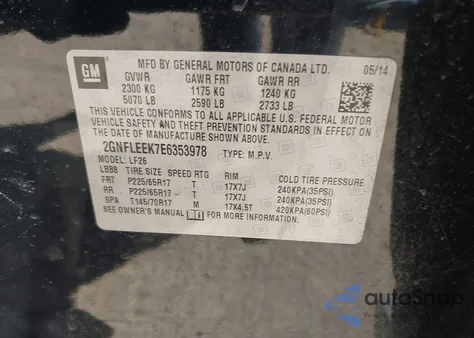 GM
MFD BY GENERAL MOTORS OF CANADA LTD. 05/14
GVWR GAWR FRT GAWR RR
2300 KG 1175 KG 1240 KG
5070 LB 2590 LB 2733 LB
THIS VEHICLE CONFORMS TO ALL APPLICABLE U.S. FEDERAL MOTOR
VEHICLE SAFETY AND THEFT PREVENTION STANDARDS IN EFFECT ON
THE DATE OF MANUFACTURE SHOWN ABOVE.
2GNFLEEK7E6353978 TYPE: M.P.V.
MODEL: LF26
LBB8 TIRE SIZE SPEED RTG RIM COLD TIRE PRESSURE
FRT P225/65R17 T 17X7J 240KPA(35PSI)
RR P225/65R17 T 17X7J 240KPA(35PSI)
SPA T145/70R17 M 17X4.5T 420KPA(60PSI)
SEE OWNER'S MANUAL i FOR MORE INFORMATION
autoSnap